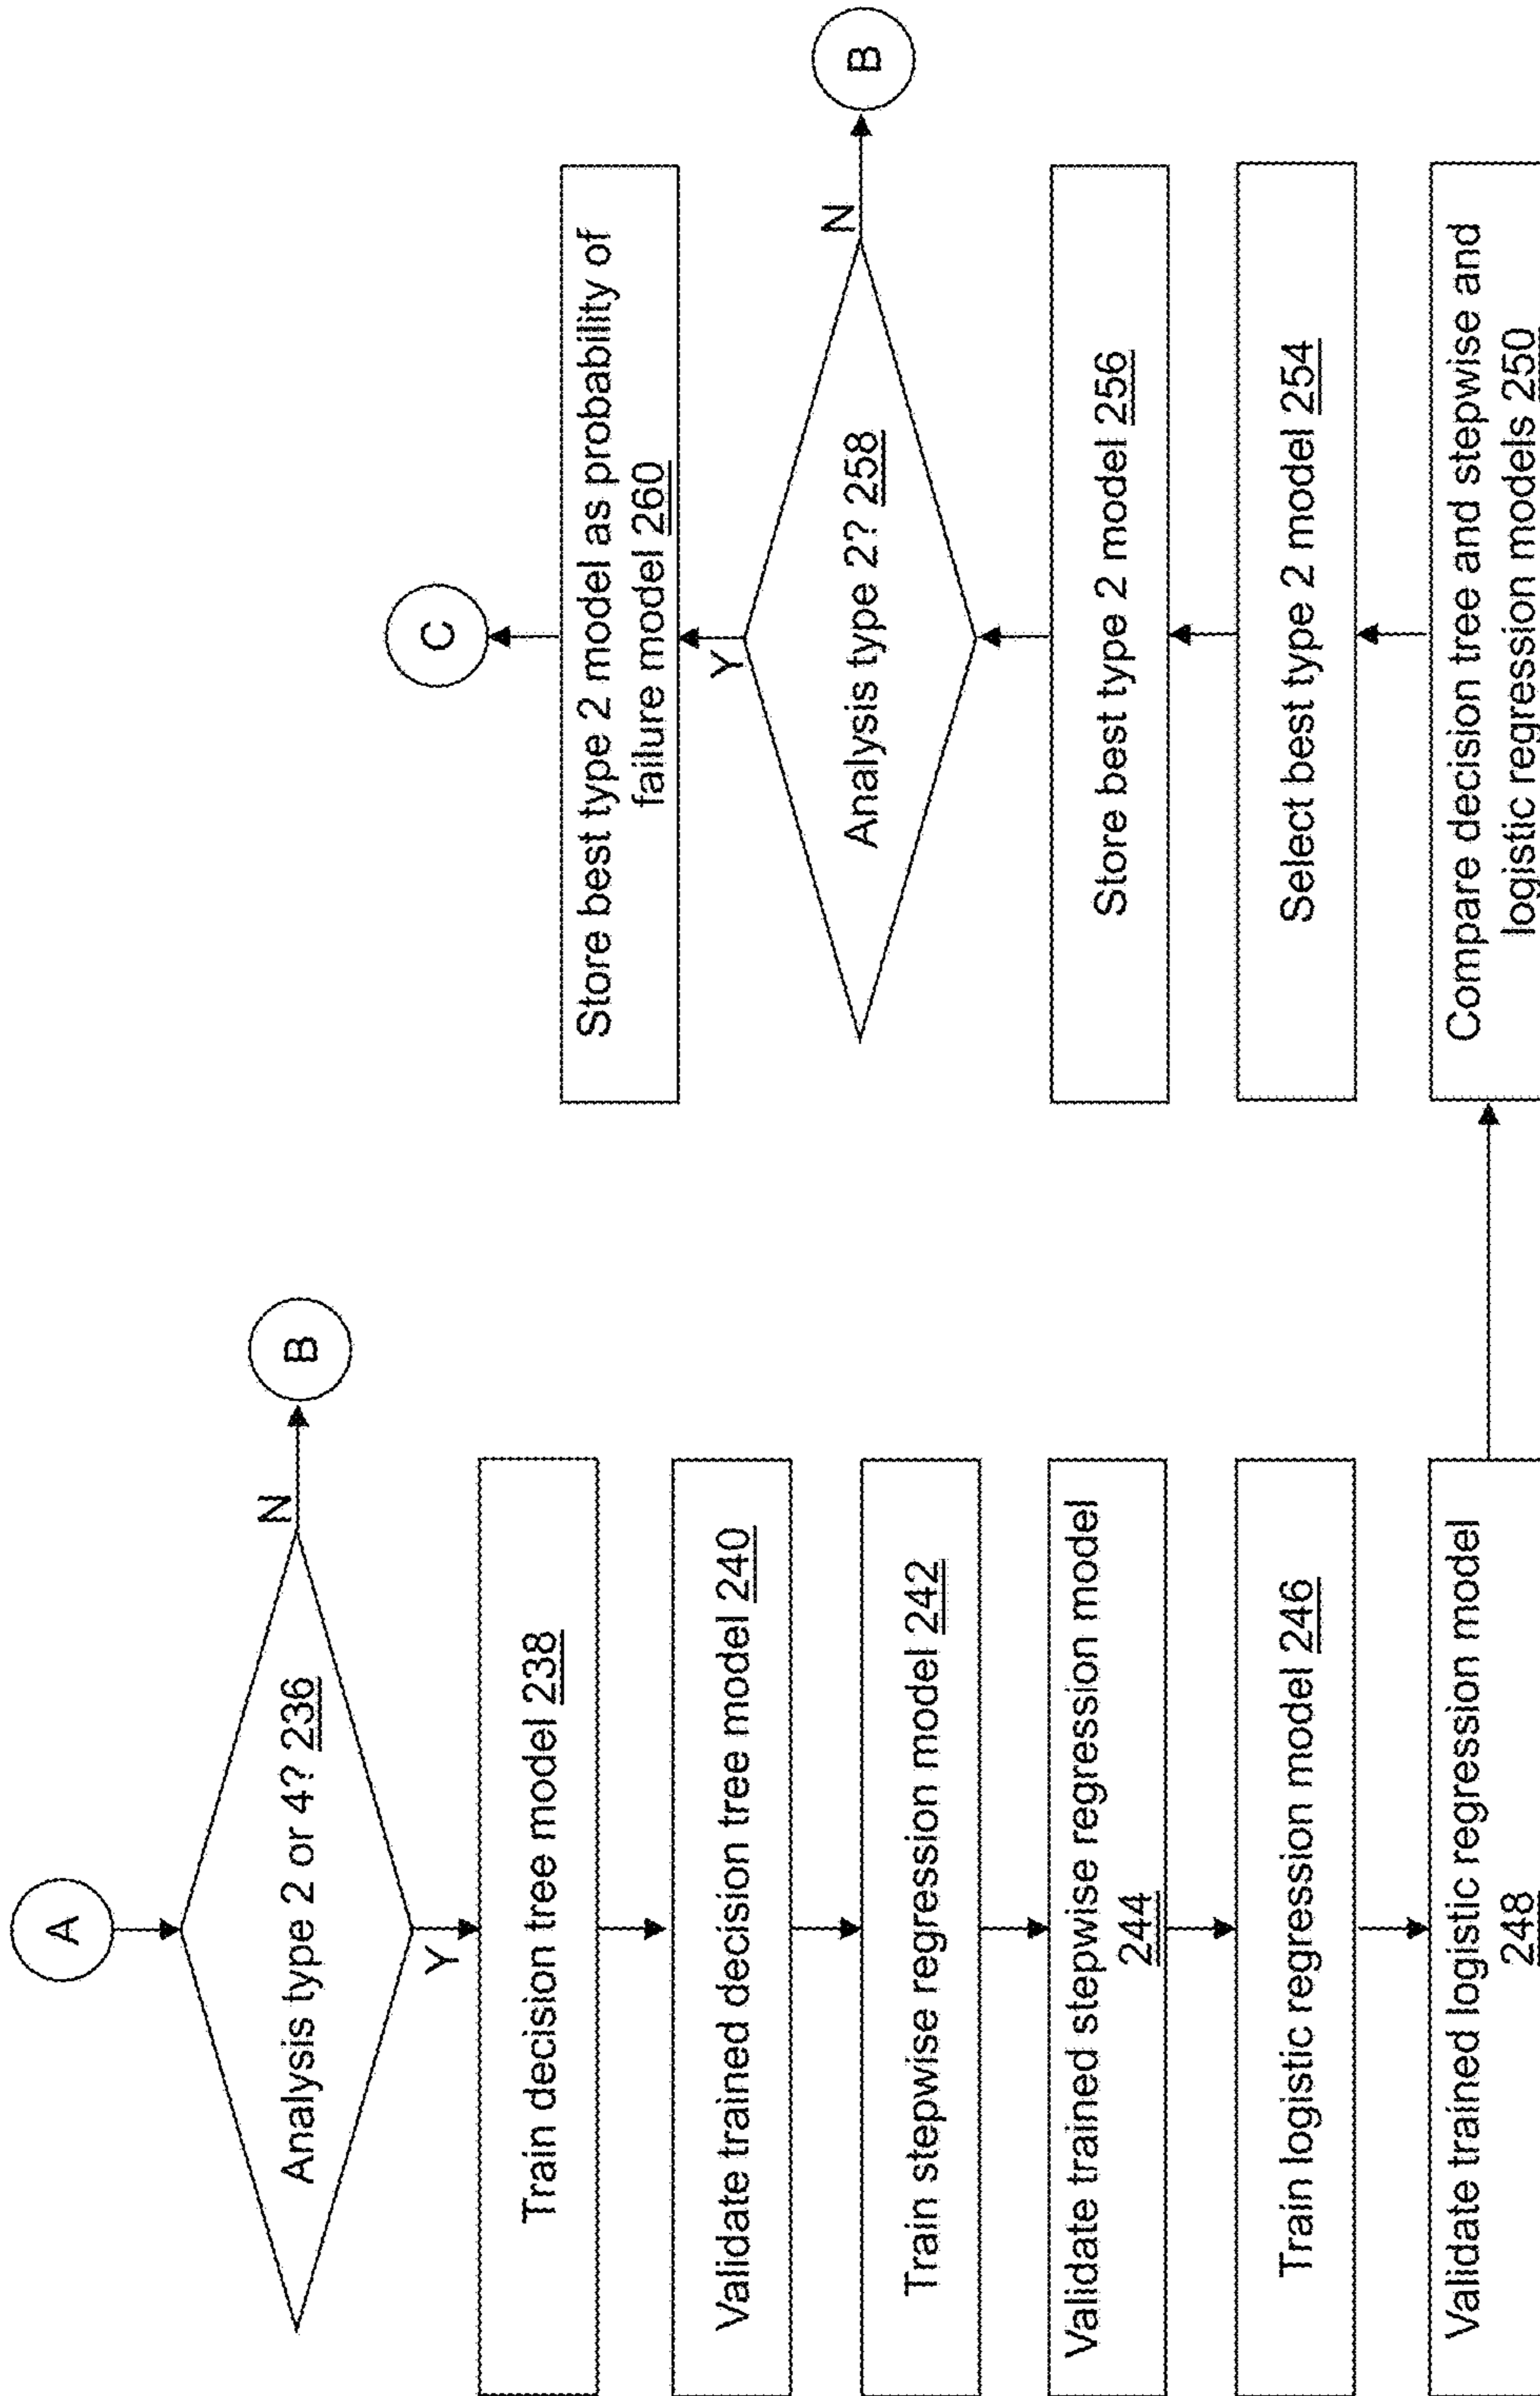 A
Analysis type 2 or 4? 236
N
B
Y
Train decision tree model 238
Validate trained decision tree model 240
Train stepwise regression model 242
Validate trained stepwise regression model
244
Train logistic regression model 246
Validate trained logistic regression model
248
Compare decision tree and stepwise and
logistic regression models 250
Select best type 2 model 254
Store best type 2 model 256
Analysis type 2? 258
N
B
Y
Store best type 2 model as probability of
failure model 260
C